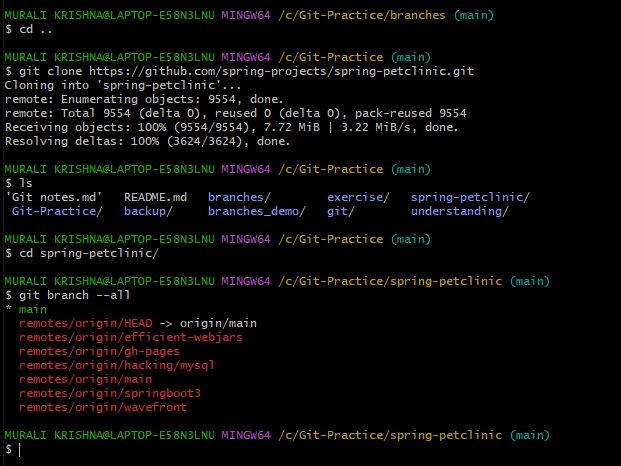 MURALI KRISHNA@LAPTOP-E58N3LNU MINGW64 /c/Git-Practice/branches (main)
$ cd ..
MURALI KRISHNA@LAPTOP-E58N3LNU MINGW64 /c/Git-Practice (main)
$ git clone https://github.com/spring-projects/spring-petclinic.git
Cloning into 'spring-petclinic'...
remote: Enumerating objects: 9554, done.
remote: Total 9554 (delta 0), reused 0 (delta 0), pack-reused 9554
Receiving objects: 100% (9554/9554), 7.72 MiB | 3.22 MiB/s, done.
Resolving deltas: 100% (3624/3624), done.
MURALI KRISHNA@LAPTOP-E58N3LNU MINGW64 /c/Git-Practice (main)
$ ls
'Git notes.md'   README.md   branches/        exercise/   spring-petclinic/
 Git-Practice/   backup/     branches_demo/   git/        understanding/
MURALI KRISHNA@LAPTOP-E58N3LNU MINGW64 /c/Git-Practice (main)
$ cd spring-petclinic/
MURALI KRISHNA@LAPTOP-E58N3LNU MINGW64 /c/Git-Practice/spring-petclinic (main)
$ git branch --all
* main
  remotes/origin/HEAD -> origin/main
  remotes/origin/efficient-webjars
  remotes/origin/gh-pages
  remotes/origin/hacking/mysql
  remotes/origin/main
  remotes/origin/springboot3
  remotes/origin/wavefront
MURALI KRISHNA@LAPTOP-E58N3LNU MINGW64 /c/Git-Practice/spring-petclinic (main)
$